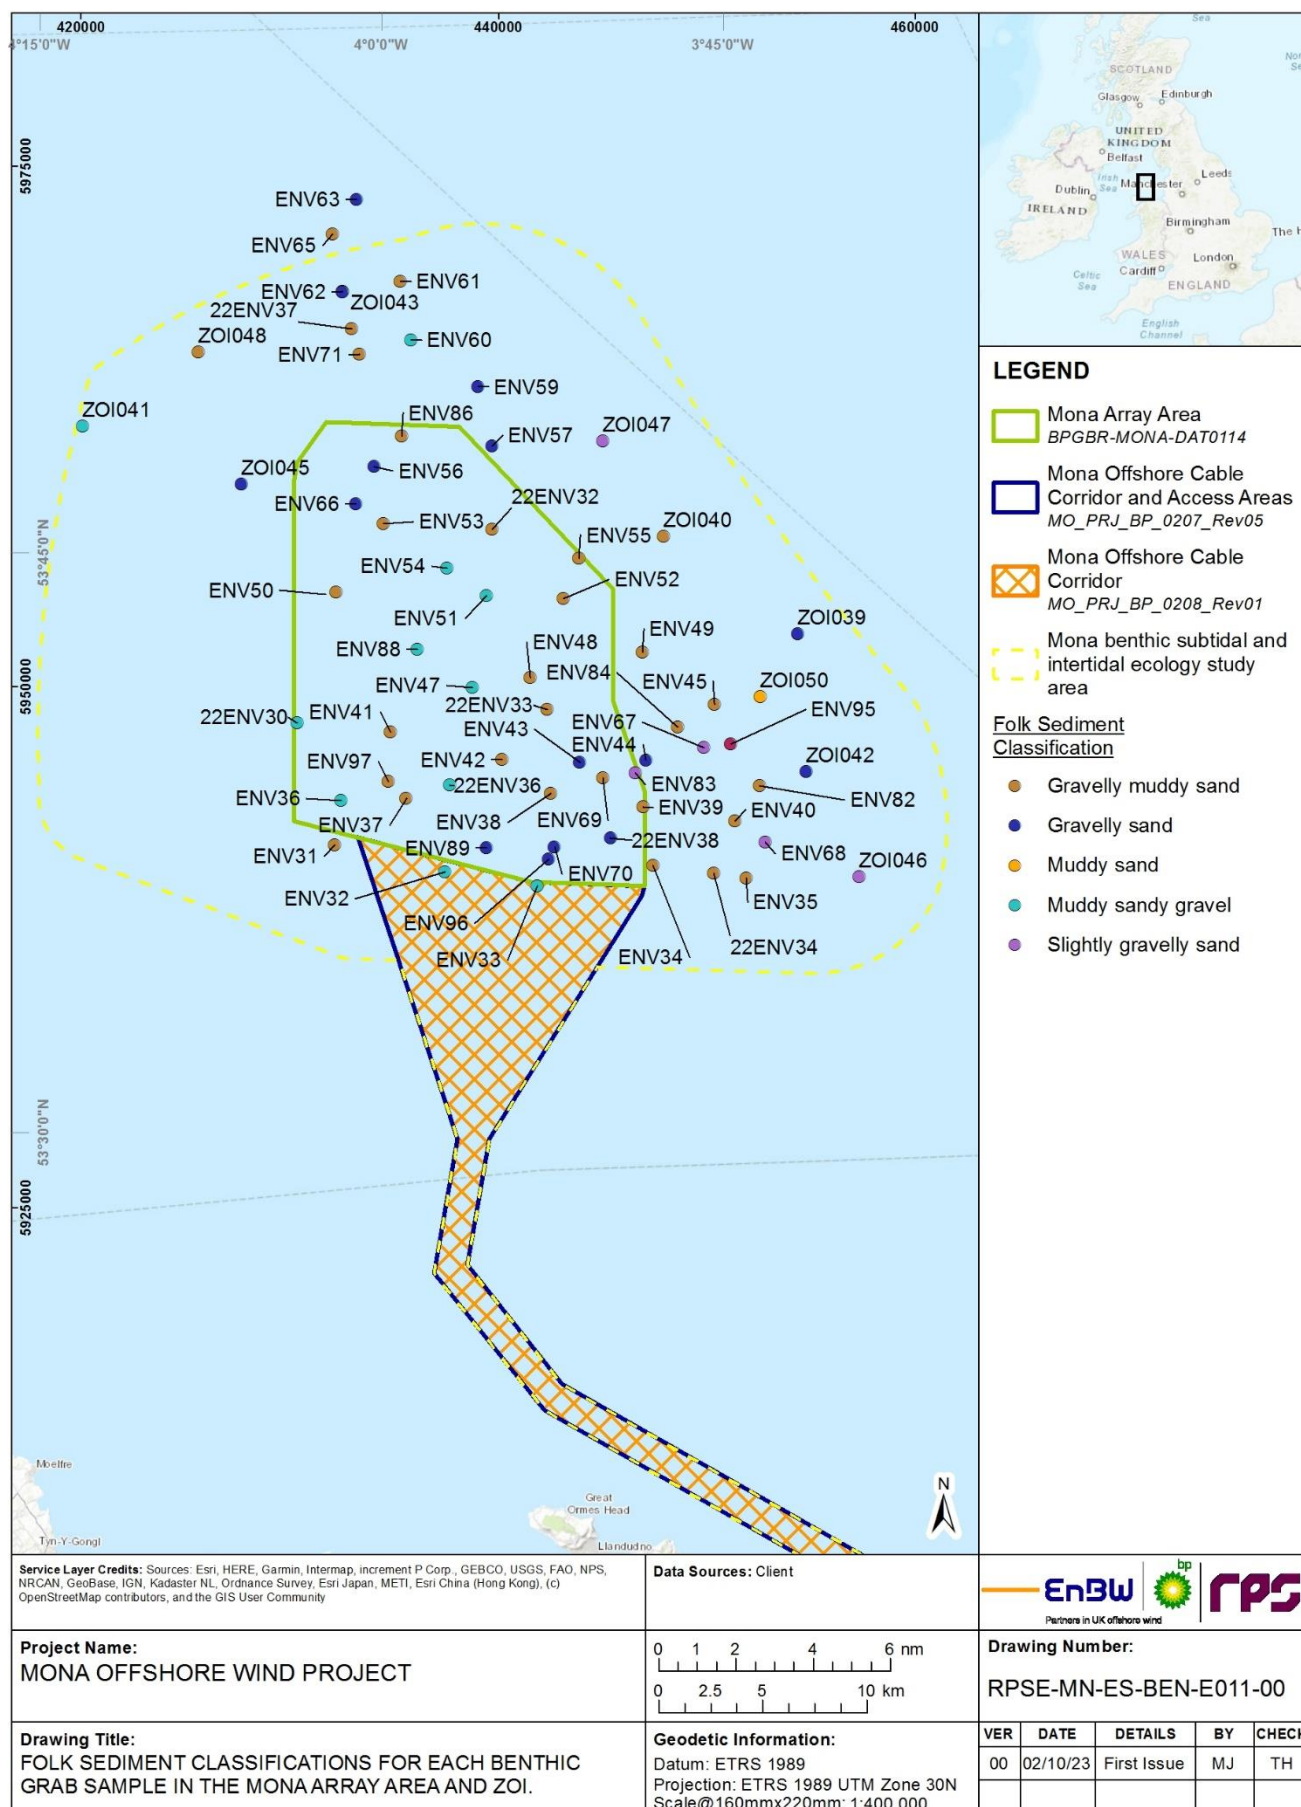 420000
440000
460000
4°0'0"W
3°45'0"W
5975000
53°45'0"N
5950000
53°30'0"N
5925000
ENV63
ENV65
ENV61
ENV62
ZOI043
22ENV37
ZOI048
ENV60
ENV71
ENV59
ENV86
ZOI041
ENV57
ZOI047
ENV56
ZOI045
22ENV32
ENV66
ENV53
ENV55
ZOI040
ENV54
ENV52
ENV50
ENV51
ZOI039
ENV48
ENV49
ENV88
ENV84
ENV45
ZOI050
ENV47
22ENV33
ENV41
22ENV30
ENV43
ENV67
ENV95
ENV44
ENV97
ENV42
ZOI042
ENV83
22ENV36
ENV82
ENV36
ENV39
ENV40
ENV37
ENV38
ENV69
22ENV38
ENV31
ENV89
ENV68
ENV70
ZOI046
ENV32
ENV35
ENV96
ENV33
ENV34
22ENV34
Moelfre
Tyn-Y-Gongl
Great
Ormes Head
Llandudno
N
Sea
SCOTLAND
Glasgow
Edinburgh
UNITED
KINGDOM
Belfast
Irish
Sea
Leeds
Manchester
Dublin
IRELAND
Birmingham
The H
WALES
London
Cardiff
ENGLAND
Celtic
Sea
English
Channel
LEGEND
Mona Array Area
BPGBR-MONA-DAT0114
Mona Offshore Cable
Corridor and Access Areas
MO_PRJ_BP_0207_Rev05
Mona Offshore Cable
Corridor
MO_PRJ_BP_0208_Rev01
Mona benthic subtidal and
intertidal ecology study
area
Folk Sediment
Classification
Gravelly muddy sand
Gravelly sand
Muddy sand
Muddy sandy gravel
Slightly gravelly sand
Service Layer Credits: Sources: Esri, HERE, Garmin, Intermap, increment P Corp., GEBCO, USGS, FAO, NPS,
NRCAN, GeoBase, IGN, Kadaster NL, Ordnance Survey, Esri Japan, METI, Esri China (Hong Kong), (c)
OpenStreetMap contributors, and the GIS User Community
Data Sources: Client
EnBW
bp
rps
Partners in UK offshore wind
Project Name:
MONA OFFSHORE WIND PROJECT
0 1 2 4 6 nm
0 2.5 5 10 km
Drawing Number:
RPSE-MN-ES-BEN-E011-00
Drawing Title:
FOLK SEDIMENT CLASSIFICATIONS FOR EACH BENTHIC
GRAB SAMPLE IN THE MONA ARRAY AREA AND ZOI.
Geodetic Information:
Datum: ETRS 1989
Projection: ETRS 1989 UTM Zone 30N
Scale@160mmx220mm: 1:400,000
VER DATE DETAILS BY CHECK
00 02/10/23 First Issue MJ TH